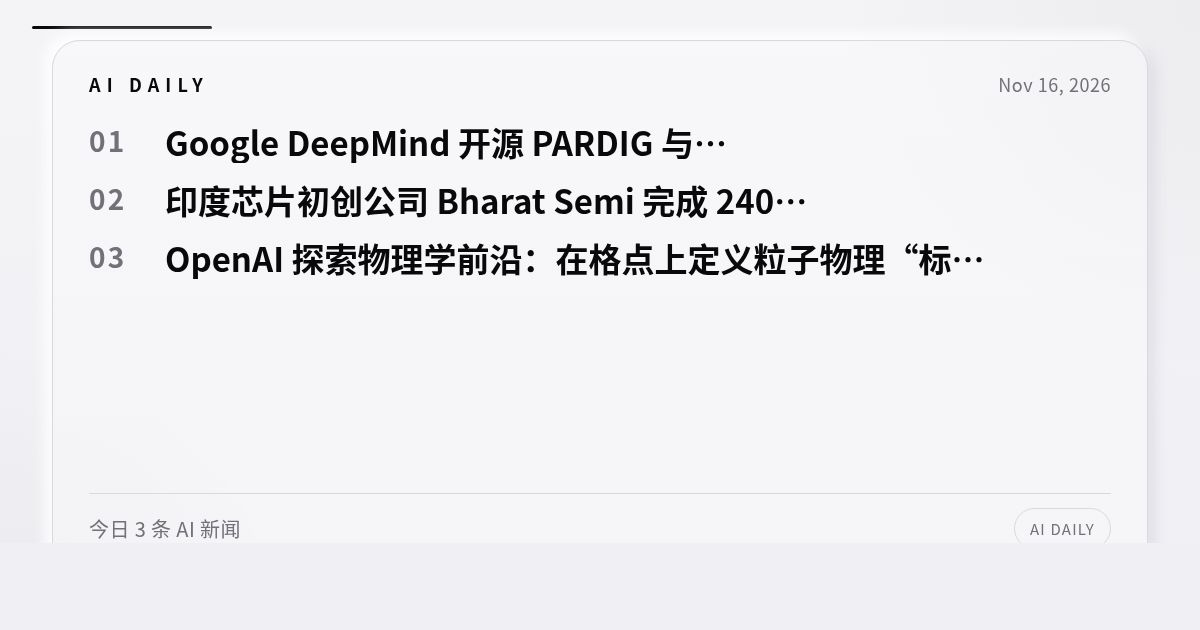 AI DAILY
Nov 16, 2026
01 Google DeepMind 开源 PARDIG 与…
02 印度芯片初创公司 Bharat Semi 完成 240…
03 OpenAI 探索物理学前沿：在格点上定义粒子物理“标…
今日 3 条 AI 新闻
AI DAILY